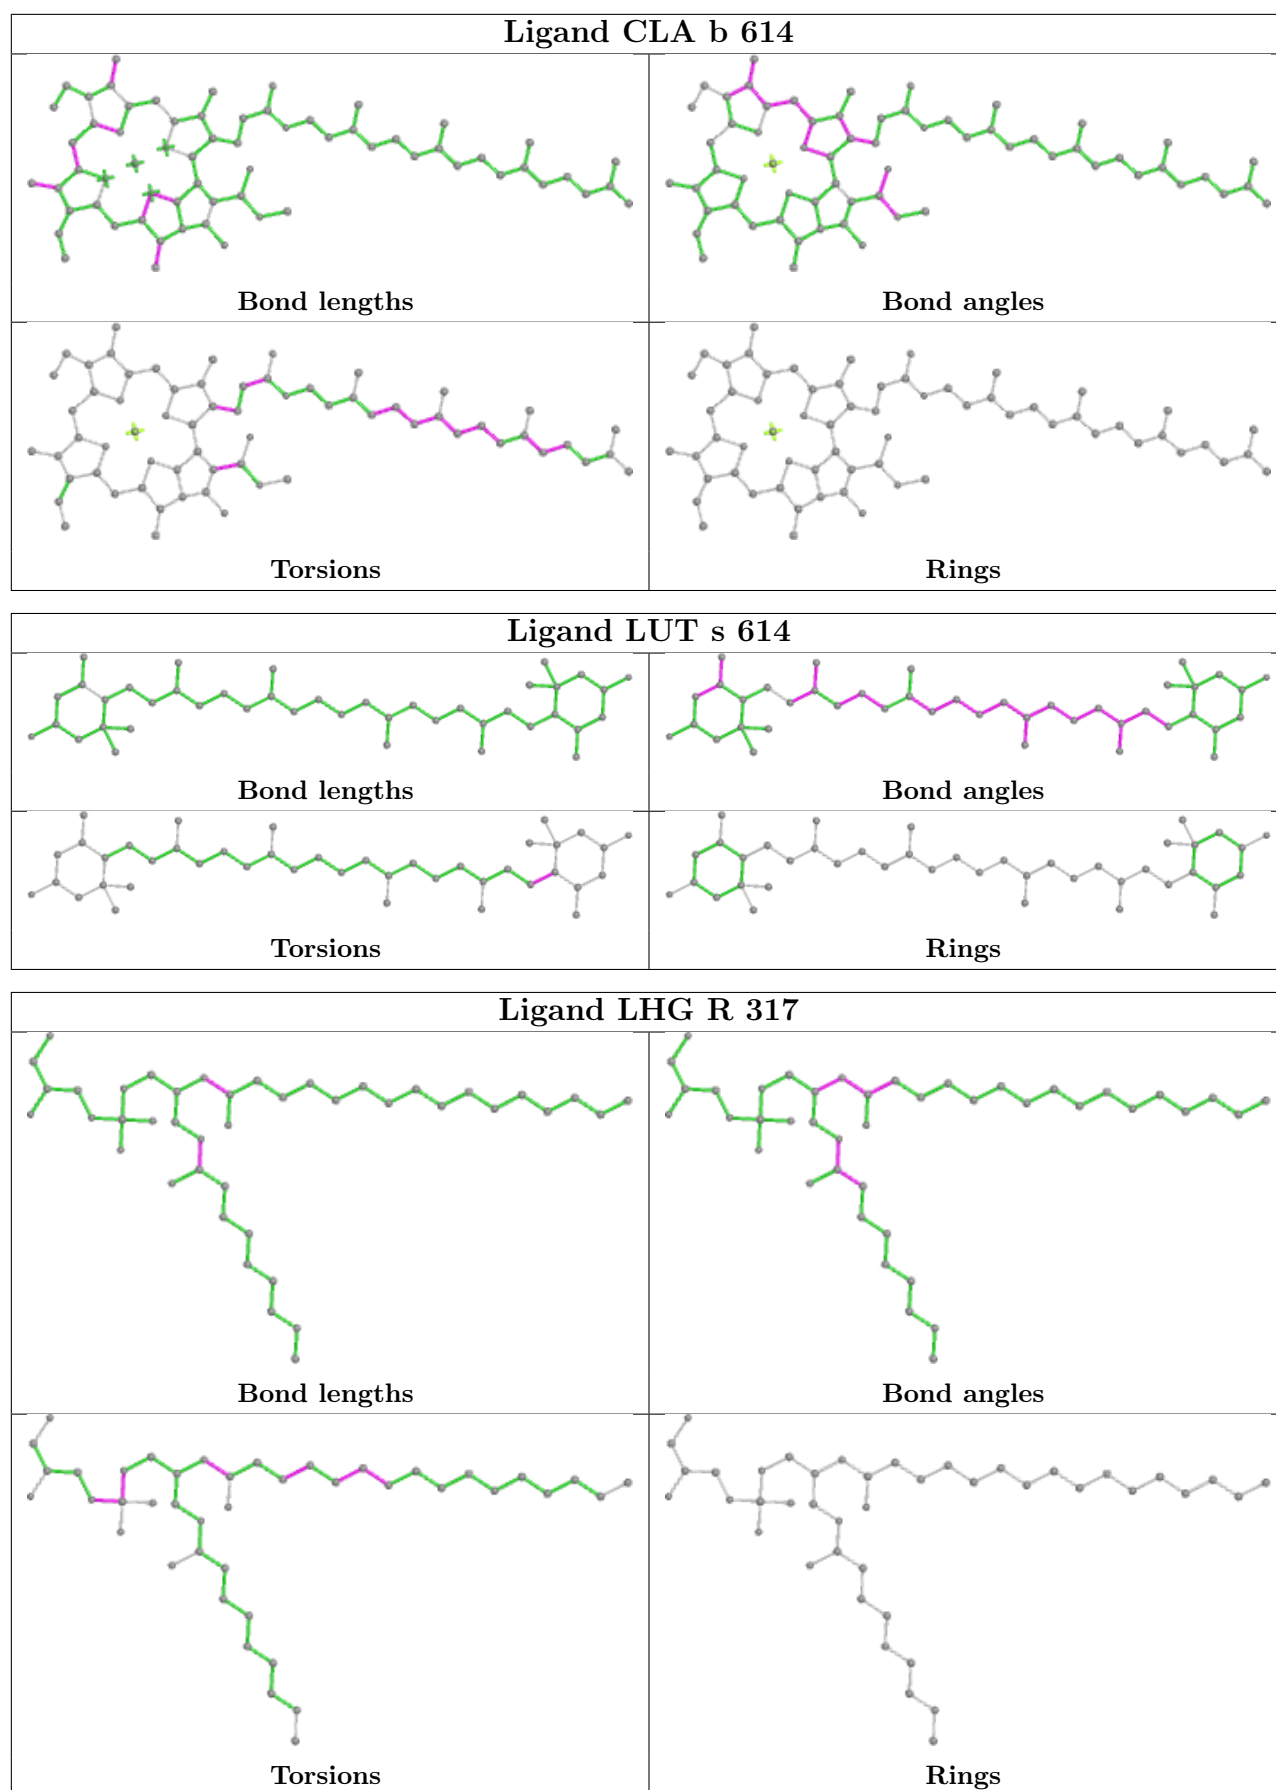 Ligand CLA b 614
Bond lengths
Bond angles
Torsions
Rings
Ligand LUT s 614
Bond lengths
Bond angles
Torsions
Rings
Ligand LHG R 317
Bond lengths
Bond angles
Torsions
Rings